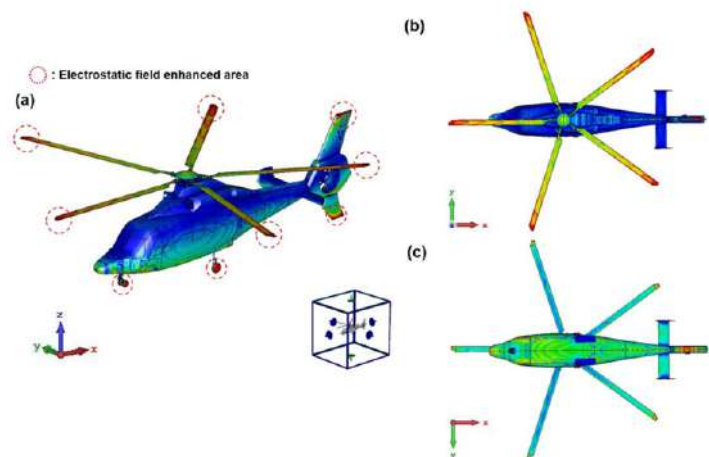 : Electrostatic field enhanced area
(a)
(b)
(c)
z
y
x
y
x
x
y